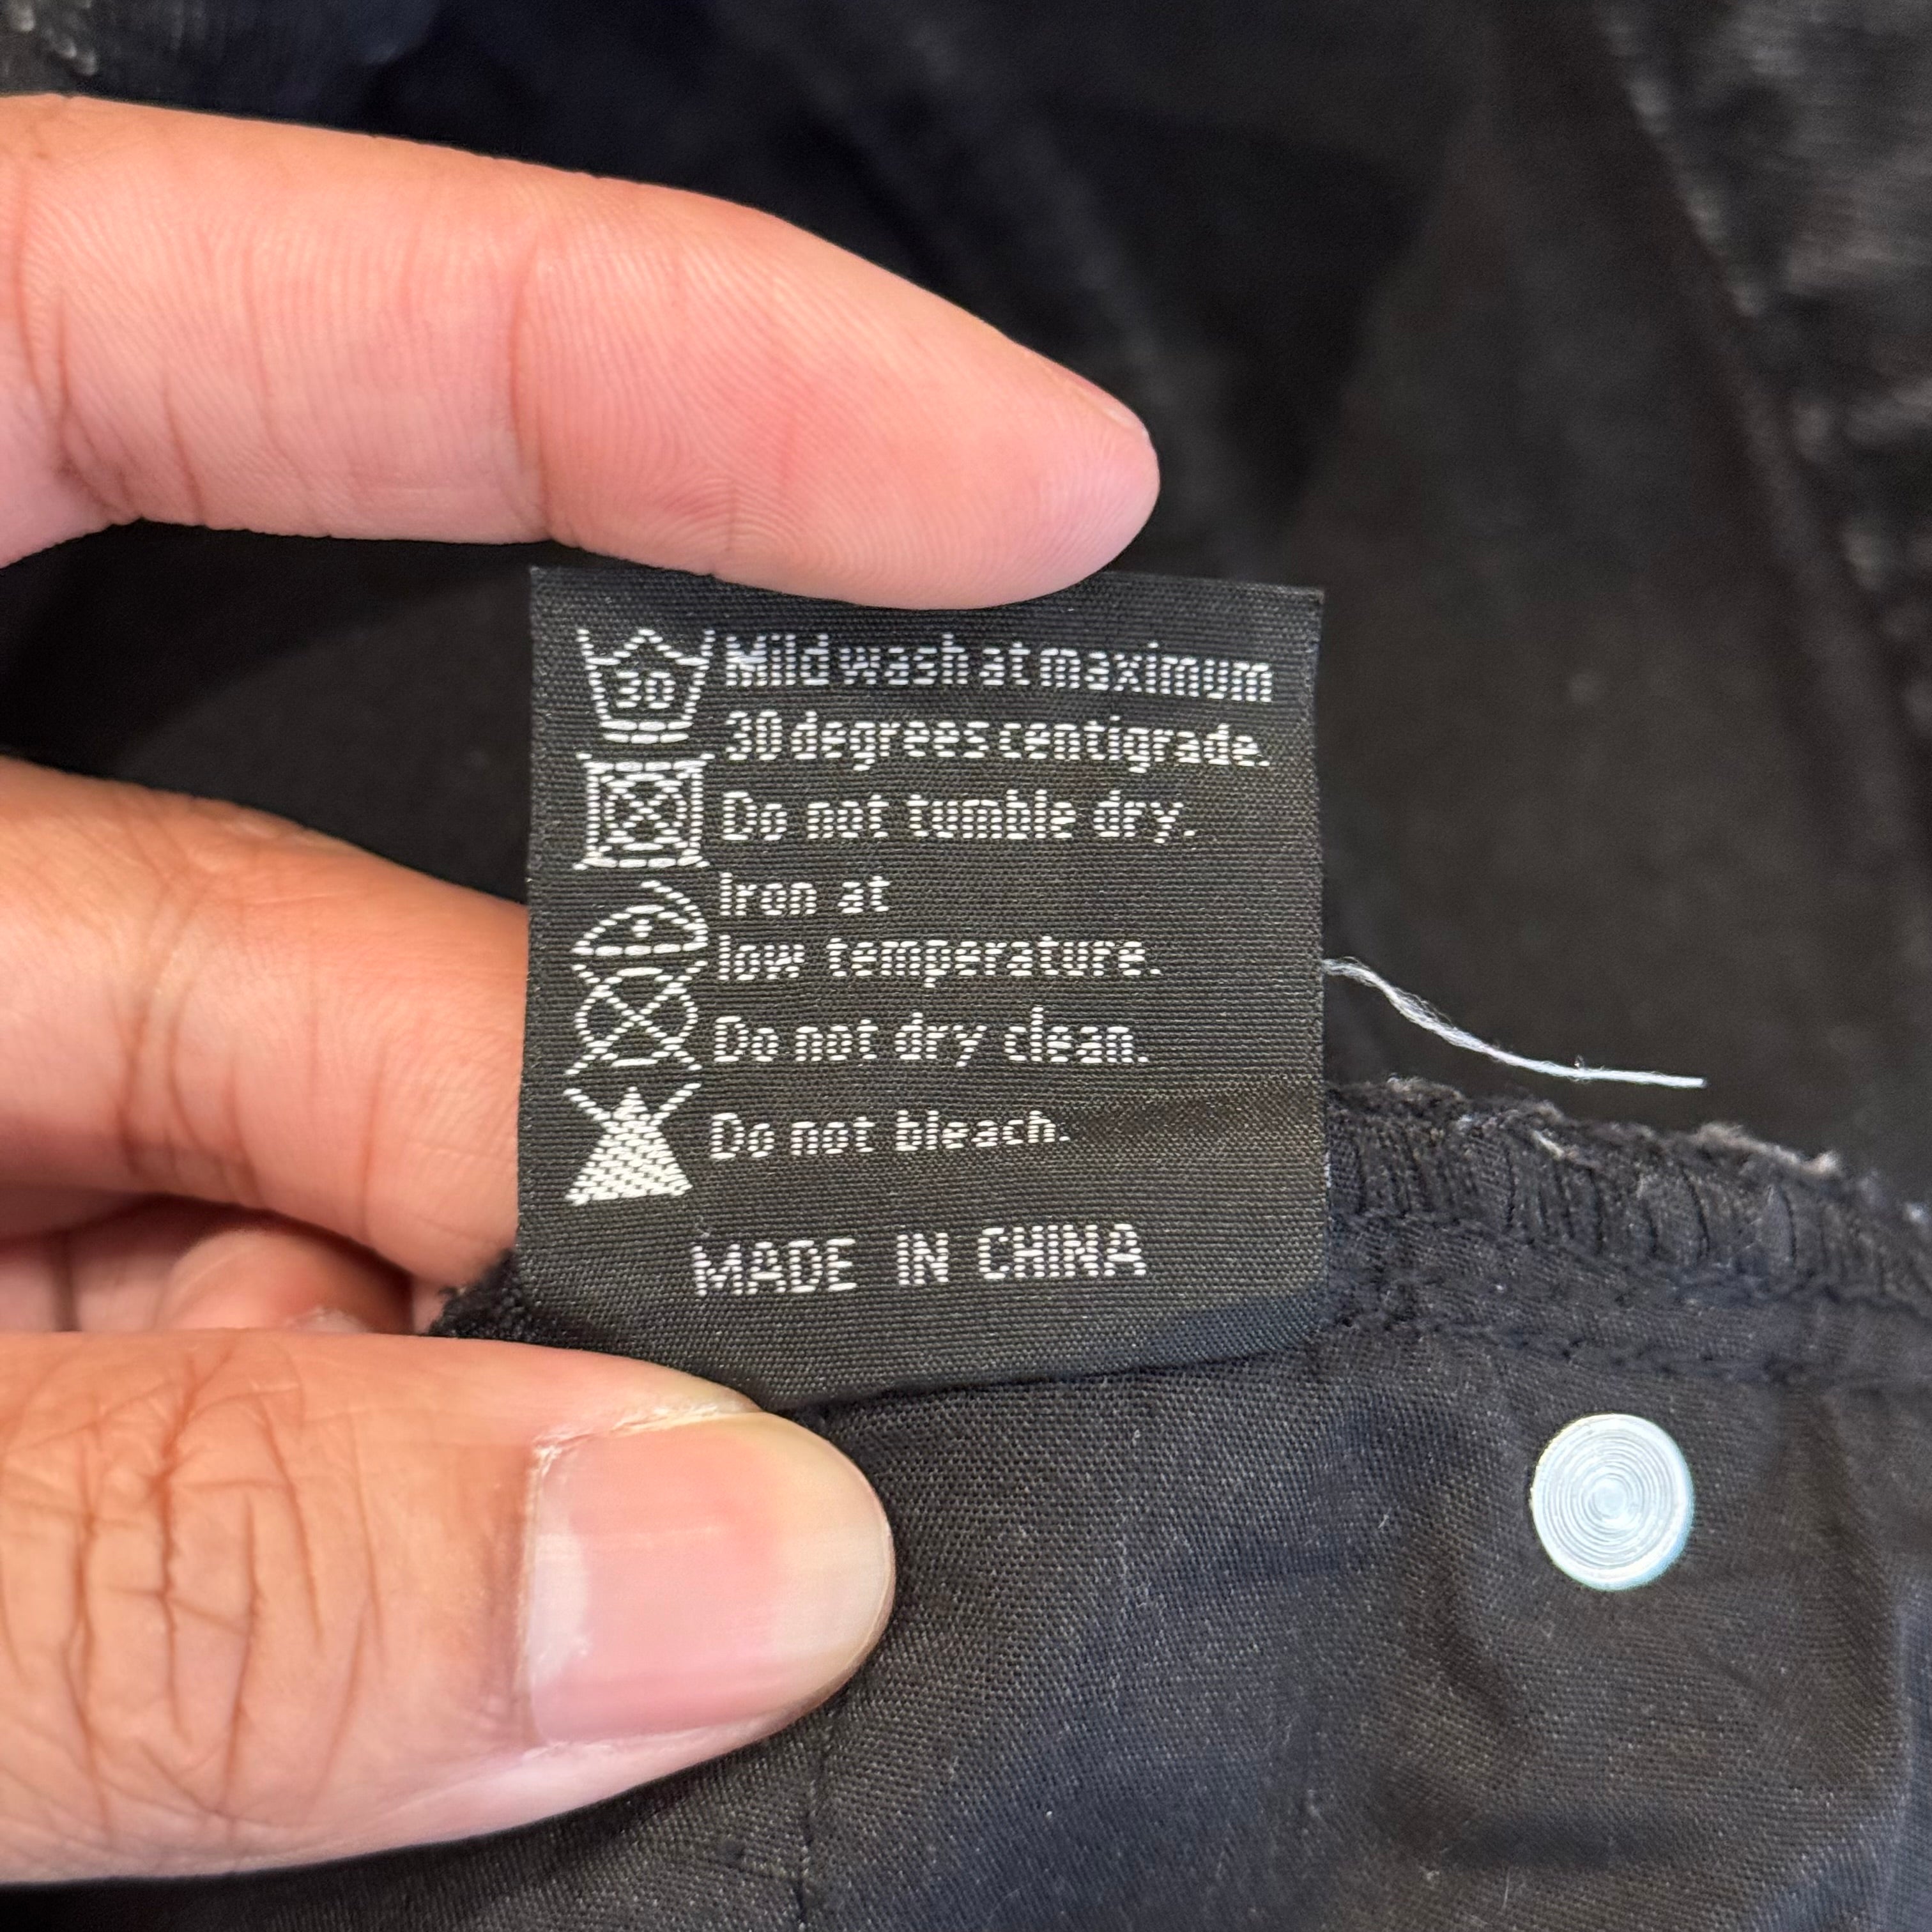 30 Mild wash at maximum
30 degrees centigrade.
Do not tumble dry.
Iron at
low temperature.
Do not dry clean.
Do not bleach.
MADE IN CHINA